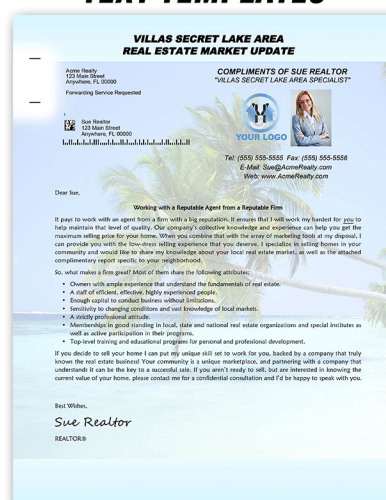 TEXT TEMPLATES
VILLAS SECRET LAKE AREA
REAL ESTATE MARKET UPDATE
Acme Realty
123 Main Street
Anywhere, FL 00000
Forwarding Service Requested
COMPLIMENTS OF SUE REALTOR
"VILLAS SECRET LAKE AREA SPECIALIST"
YOUR LOGO
1
Sue Realtor
123 Main Street
Anywhere, FL 00000
Tel: (555) 555-5555 Fax: (555) 555-5556
E-Mail: Sue@AcmeRealty.com
Web: www.AcmeRealty.com
Dear Sue,
Working with a Reputable Agent from a Reputable Firm
It pays to work with an agent from a firm with a big reputation. It ensures that I will work my hardest for you to
help maintain that level of quality. Our company's collective knowledge and experience can help you get the
maximum selling price for your home. When you combine that with the array of marketing tools at my disposal, I
can provide you with the low-stress selling experience that you deserve. I specialize in selling homes in your
community and would like to share my knowledge about your local real estate market, as well as the attached
complimentary report specific to your neighborhood.
So, what makes a firm great? Most of them share the following attributes:
• Owners with ample experience that understand the fundamentals of real estate.
• A staff of efficient, effective, highly experienced people.
• Enough capital to conduct business without limitations.
• Sensitivity to changing conditions and vast knowledge of local markets.
• A strictly professional attitude.
• Memberships in good standing in local, state and national real estate organizations and special institutes as
well as active participation in their programs.
• Top-level training and educational programs for personal and professional development.
If you decide to sell your home I can put my unique skill set to work for you, backed by a company that truly
knows the real estate business! Your community is a unique marketplace, and partnering with a company that
understands it can be the key to a successful sale. If you aren't ready to sell, but are interested in knowing the
current value of your home, please contact me for a confidential consultation and I'd be happy to speak with you.
Best Wishes,
Sue Realtor
REALTOR®